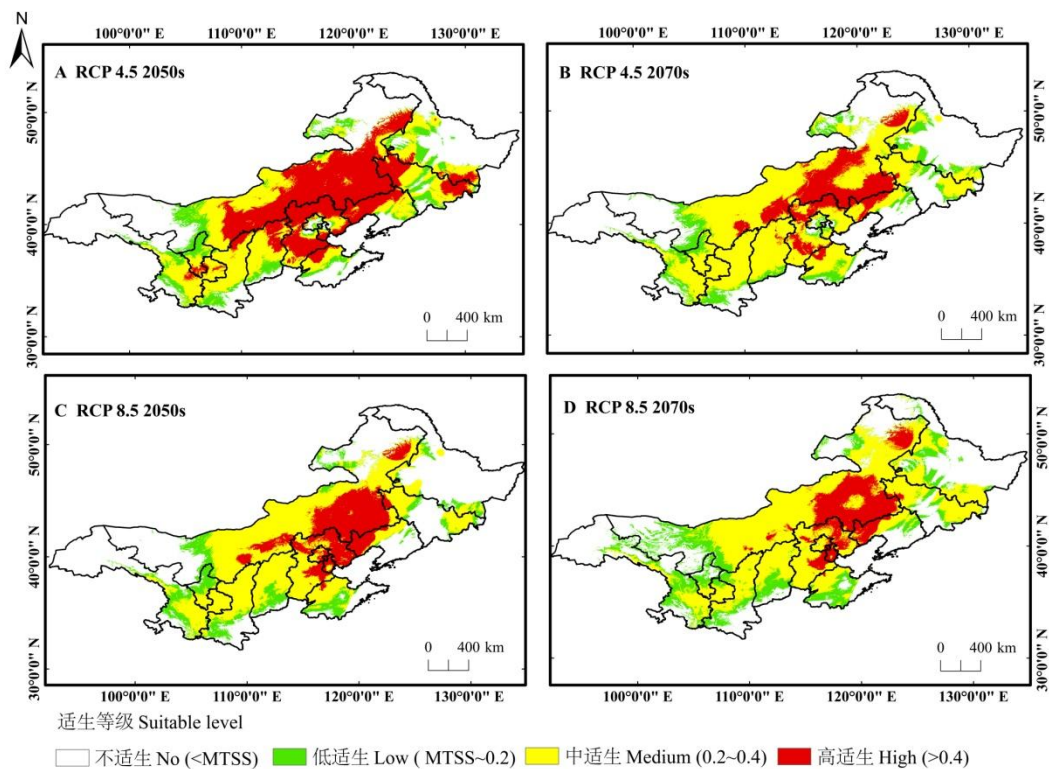 N
100°0'0" E 110°0'0" E 120°0'0" E 130°0'0" E
100°0'0" E 110°0'0" E 120°0'0" E 130°0'0" E
A RCP 4.5 2050s
B RCP 4.5 2070s
50°0'0" N
40°0'0" N
30°0'0" N
50°0'0" N
40°0'0" N
30°0'0" N
0 400 km
0 400 km
C RCP 8.5 2050s
D RCP 8.5 2070s
50°0'0" N
40°0'0" N
30°0'0" N
50°0'0" N
40°0'0" N
30°0'0" N
0 400 km
0 400 km
100°0'0" E 110°0'0" E 120°0'0" E 130°0'0" E
100°0'0" E 110°0'0" E 120°0'0" E 130°0'0" E
适生等级 Suitable level
不适生 No (<MTSS) 低适生 Low ( MTSS~0.2) 中适生 Medium (0.2~0.4) 高适生 High (>0.4)